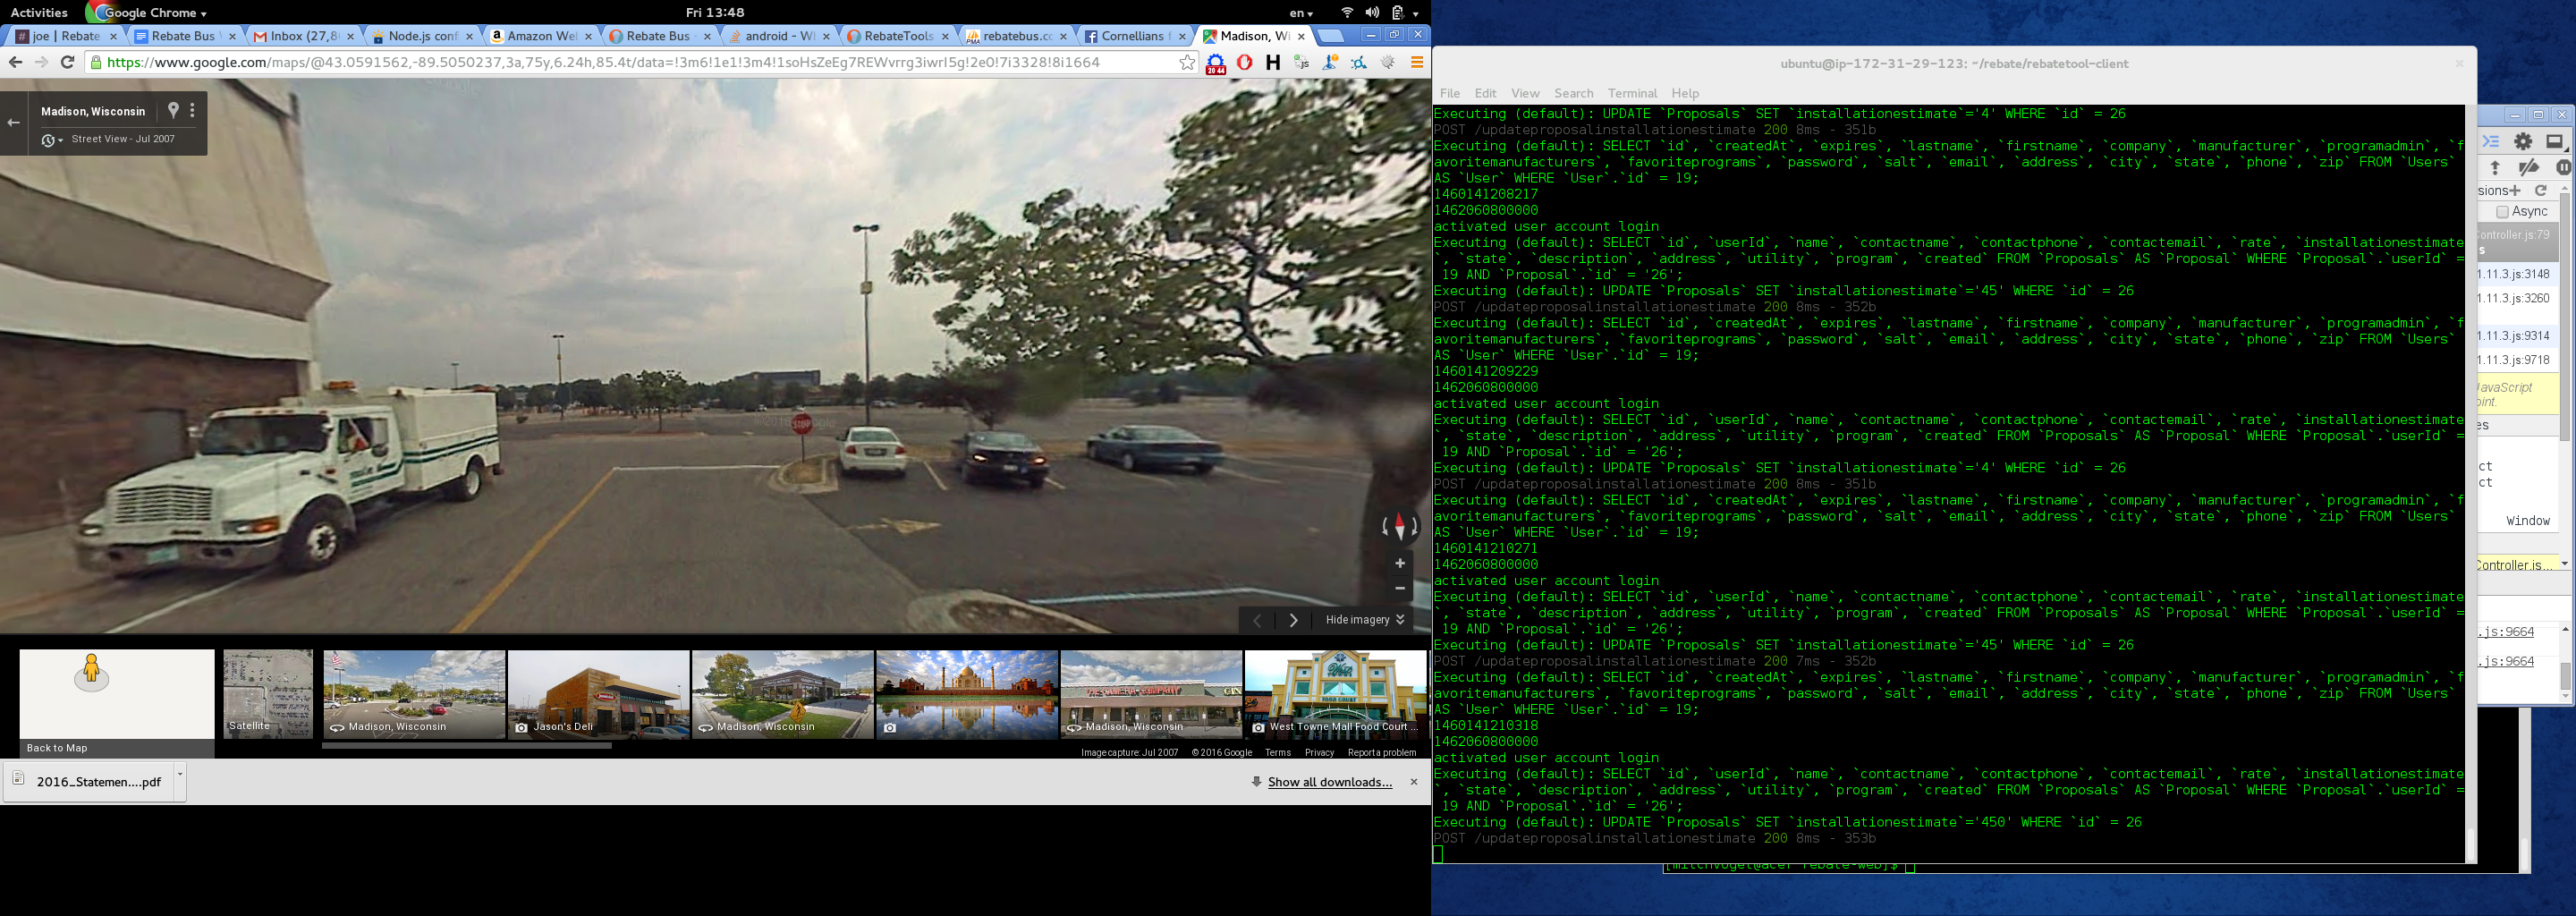 Activities
Google Chrome
Fri 13:48
en
joe | Rebate
Rebate Bus
Inbox (27,8
Node.js conf
Amazon Wel
Rebate Bus
android - Wl
RebateTools
rebatebus.cc
Cornellians f
Madison, Wi
https://www.google.com/maps/@43.0591562,-89.5050237,3a,75y,6.24h,85.4t/data=!3m6!1e1!3m4!1soHsZeEg7REWvrrg3iwrI5g!2e0!7i3328!8i1664
20 44
Madison, Wisconsin
Street View - Jul 2007
Hide imagery
Satellite
Madison, Wisconsin
Jason's Deli
Madison, Wisconsin
Madison, Wisconsin
West Towne Mall Food Court ...
Back to Map
Image capture: Jul 2007
© 2016 Google
Terms
Privacy
Report a problem
2016_Statemen....pdf
Show all downloads...
ubuntu@ip-172-31-29-123: ~/rebate/rebatetool-client
File Edit View Search Terminal Help
Executing (default): UPDATE `Proposals` SET `installationestimate`='4' WHERE `id` = 26
POST /updateproposalinstallationestimate 200 8ms - 351b
Executing (default): SELECT `id`, `createdAt`, `expires`, `lastname`, `firstname`, `company`, `manufacturer`, `programadmin`, `f
avoritemanufacturers`, `favoriteprograms`, `password`, `salt`, `email`, `address`, `city`, `state`, `phone`, `zip` FROM `Users`
AS `User` WHERE `User`.`id` = 19;
1460141208217
1462060800000
activated user account login
Executing (default): SELECT `id`, `userId`, `name`, `contactname`, `contactphone`, `contactemail`, `rate`, `installationestimate
`, `state`, `description`, `address`, `utility`, `program`, `created` FROM `Proposals` AS `Proposal` WHERE `Proposal`.`userId` =
19 AND `Proposal`.`id` = '26';
Executing (default): UPDATE `Proposals` SET `installationestimate`='45' WHERE `id` = 26
POST /updateproposalinstallationestimate 200 8ms - 352b
Executing (default): SELECT `id`, `createdAt`, `expires`, `lastname`, `firstname`, `company`, `manufacturer`, `programadmin`, `f
avoritemanufacturers`, `favoriteprograms`, `password`, `salt`, `email`, `address`, `city`, `state`, `phone`, `zip` FROM `Users`
AS `User` WHERE `User`.`id` = 19;
1460141209229
1462060800000
activated user account login
Executing (default): SELECT `id`, `userId`, `name`, `contactname`, `contactphone`, `contactemail`, `rate`, `installationestimate
`, `state`, `description`, `address`, `utility`, `program`, `created` FROM `Proposals` AS `Proposal` WHERE `Proposal`.`userId` =
19 AND `Proposal`.`id` = '26';
Executing (default): UPDATE `Proposals` SET `installationestimate`='4' WHERE `id` = 26
POST /updateproposalinstallationestimate 200 8ms - 351b
Executing (default): SELECT `id`, `createdAt`, `expires`, `lastname`, `firstname`, `company`, `manufacturer`, `programadmin`, `f
avoritemanufacturers`, `favoriteprograms`, `password`, `salt`, `email`, `address`, `city`, `state`, `phone`, `zip` FROM `Users`
AS `User` WHERE `User`.`id` = 19;
1460141210271
1462060800000
activated user account login
Executing (default): SELECT `id`, `userId`, `name`, `contactname`, `contactphone`, `contactemail`, `rate`, `installationestimate
`, `state`, `description`, `address`, `utility`, `program`, `created` FROM `Proposals` AS `Proposal` WHERE `Proposal`.`userId` =
19 AND `Proposal`.`id` = '26';
Executing (default): UPDATE `Proposals` SET `installationestimate`='45' WHERE `id` = 26
POST /updateproposalinstallationestimate 200 7ms - 352b
Executing (default): SELECT `id`, `createdAt`, `expires`, `lastname`, `firstname`, `company`, `manufacturer`, `programadmin`, `f
avoritemanufacturers`, `favoriteprograms`, `password`, `salt`, `email`, `address`, `city`, `state`, `phone`, `zip` FROM `Users`
AS `User` WHERE `User`.`id` = 19;
1460141210318
1462060800000
activated user account login
Executing (default): SELECT `id`, `userId`, `name`, `contactname`, `contactphone`, `contactemail`, `rate`, `installationestimate
`, `state`, `description`, `address`, `utility`, `program`, `created` FROM `Proposals` AS `Proposal` WHERE `Proposal`.`userId` =
19 AND `Proposal`.`id` = '26';
Executing (default): UPDATE `Proposals` SET `installationestimate`='450' WHERE `id` = 26
POST /updateproposalinstallationestimate 200 8ms - 353b
sions
Async
Controller.js:79
s
1.11.3.js:3148
1.11.3.js:3260
1.11.3.js:9314
1.11.3.js:9718
JavaScript
oint.
es
ct
ct
Window
Controller.js...
.js:9664
.js:9664
[mitchvogel@acer rebate-web]$